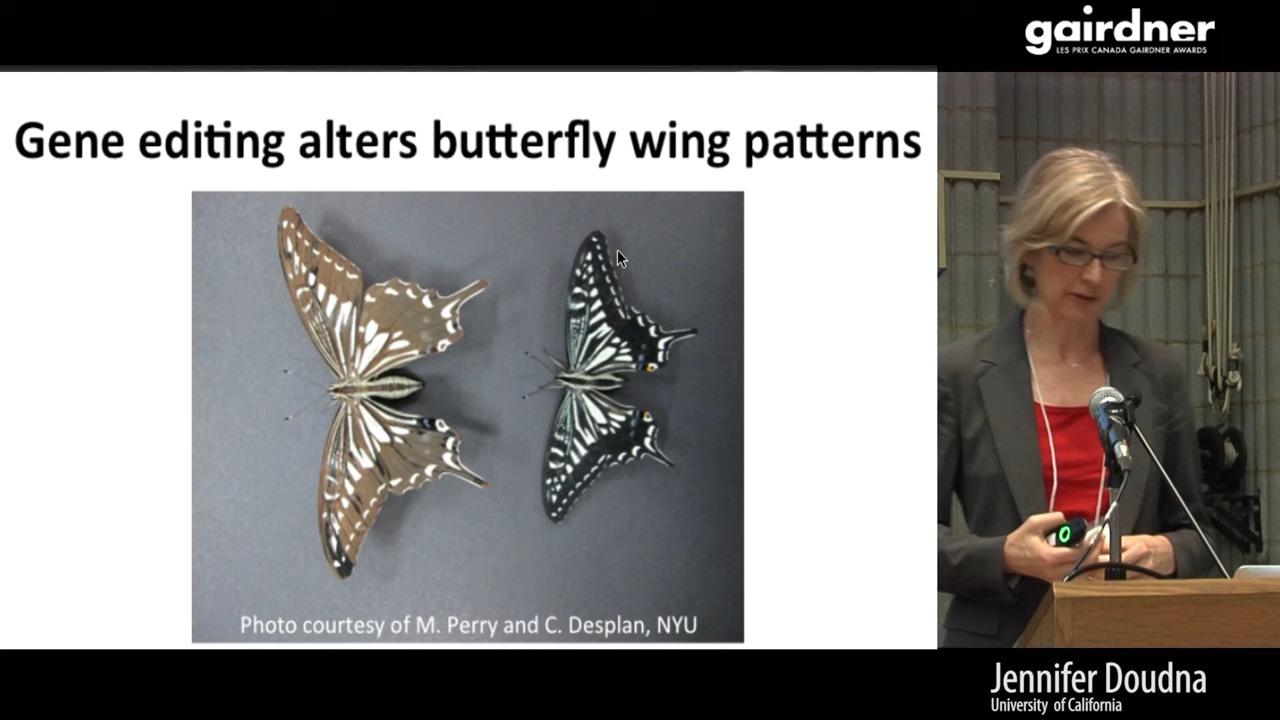 gairdner
LES PRIX CANADA GAIRDNER AWARDS
Gene editing alters butterfly wing patterns
Photo courtesy of M. Perry and C. Desplan, NYU
Jennifer Doudna
University of California